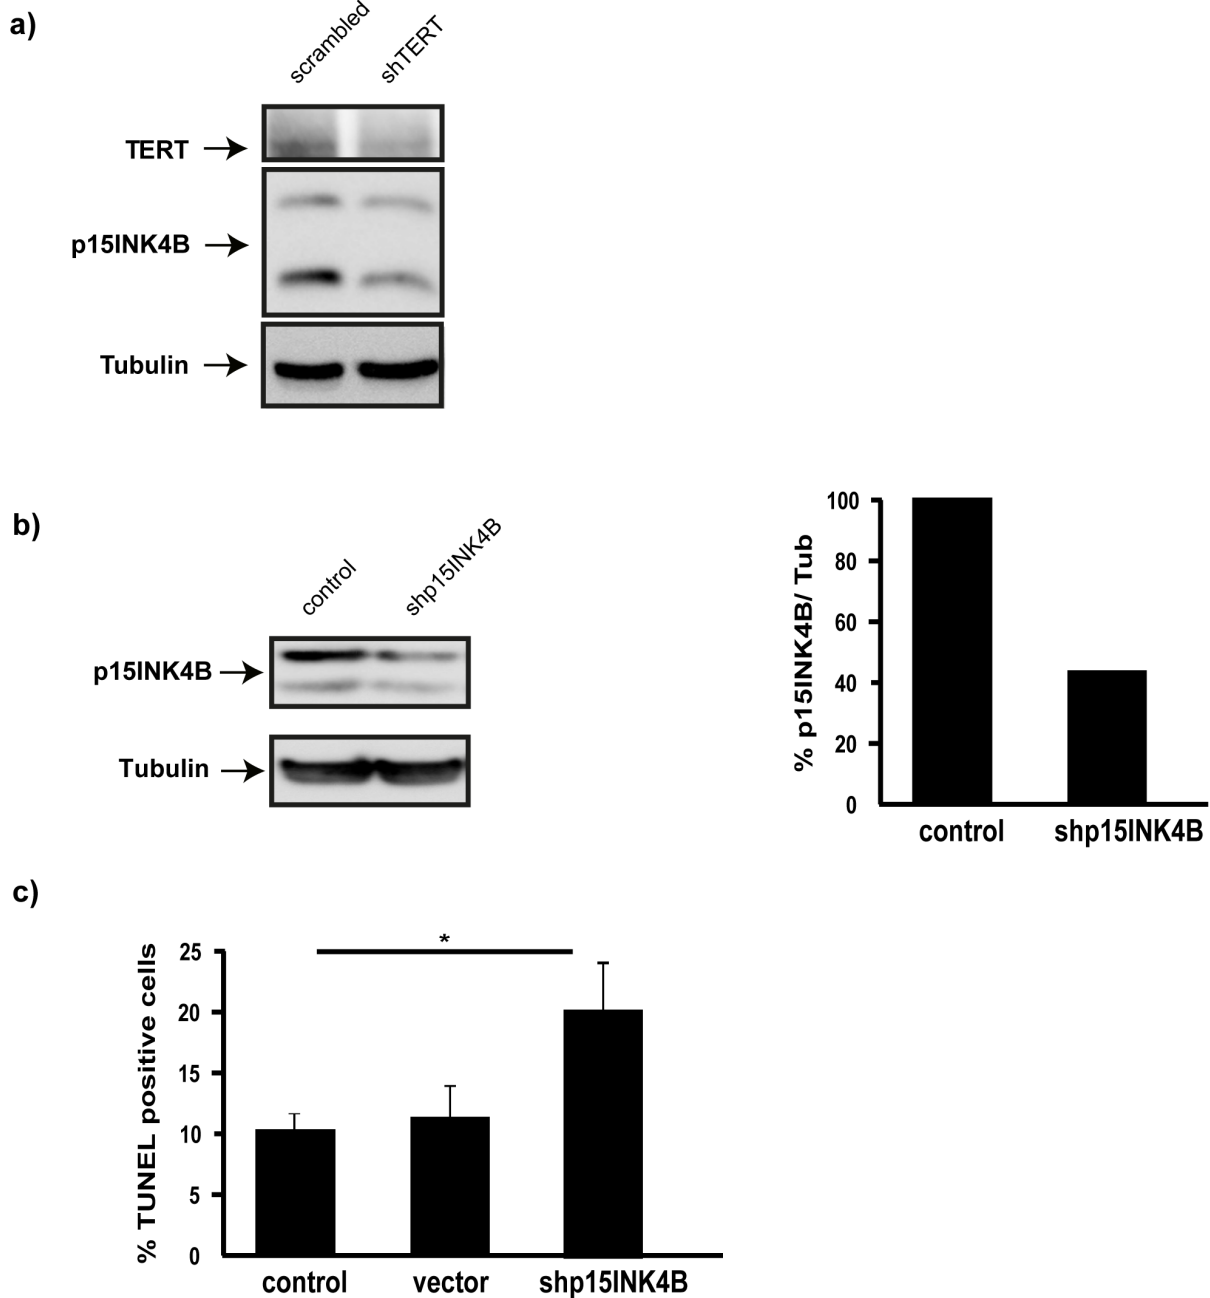 a)
scrambled
shTERT
TERT
p15INK4B
Tubulin
b)
control
shp15INK4B
p15INK4B
Tubulin
% p15INK4B/ Tub
100
80
60
40
20
0
control
shp15INK4B
c)
% TUNEL positive cells
25
20
15
10
5
0
*
control
vector
shp15INK4B